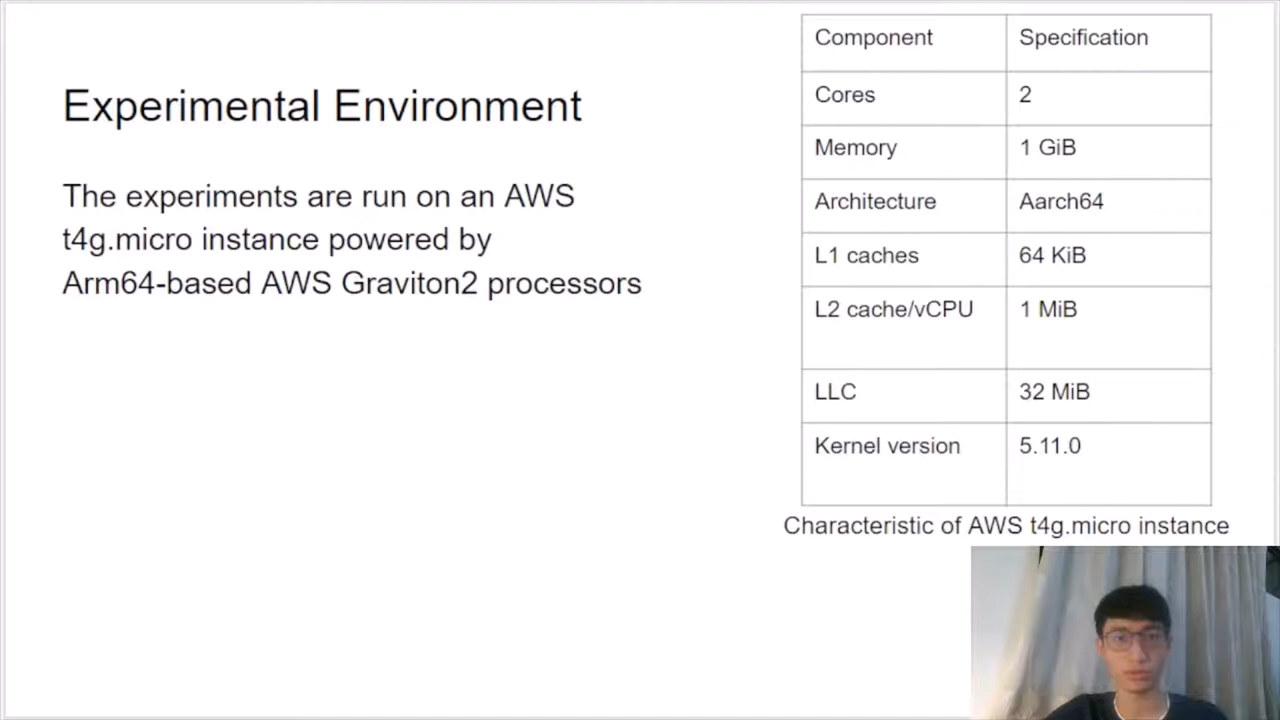 Experimental Environment
The experiments are run on an AWS
t4g.micro instance powered by
Arm64-based AWS Graviton2 processors
Component Specification
Cores 2
Memory 1 GiB
Architecture Aarch64
L1 caches 64 KiB
L2 cache/vCPU 1 MiB
LLC 32 MiB
Kernel version 5.11.0
Characteristic of AWS t4g.micro instance